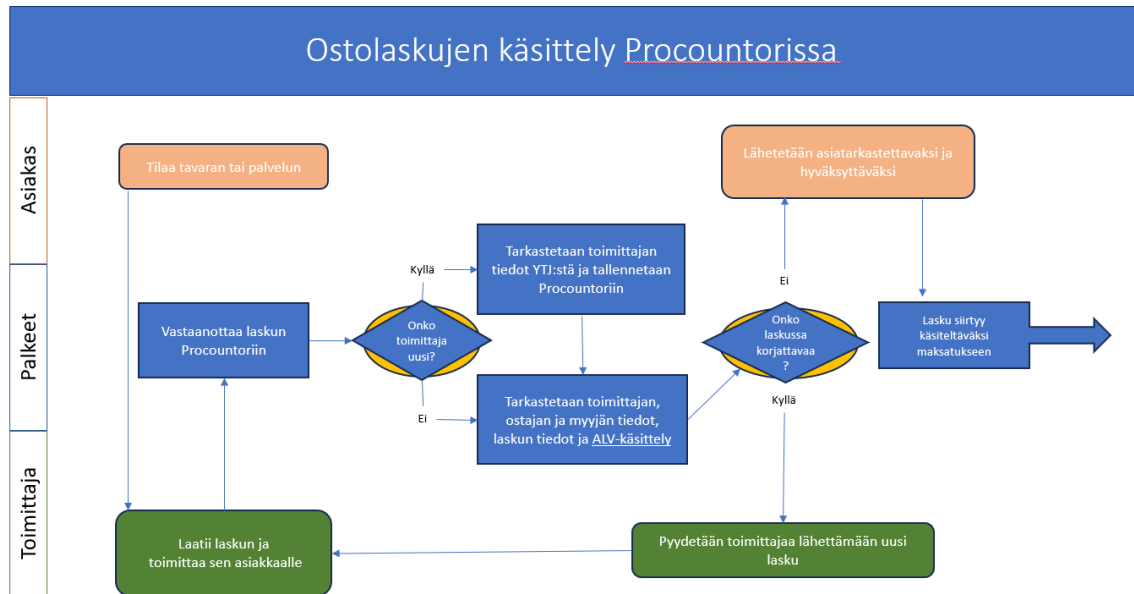 Ostolaskujen käsittely Procountorissa
Asiakas
Tilaa tavaran tai palvelun
Lähetetään asiatarkastettavaksi ja
hyväksyttäväksi
Palkeet
Vastaanottaa laskun
Procountoriin
Onko
toimittaja
uusi?
Kyllä
Tarkastetaan toimittajan
tiedot YTJ:stä ja tallennetaan
Procountoriin
Ei
Tarkastetaan toimittajan,
ostajan ja myyjän tiedot,
laskun tiedot ja ALV-käsittely
Onko
laskussa
korjattavaa
?
Ei
Kyllä
Lasku siirtyy
käsiteltäväksi
maksatukseen
Toimittaja
Laatii laskun ja
toimittaa sen asiakkaalle
Pyydetään toimittajaa lähettämään uusi
lasku